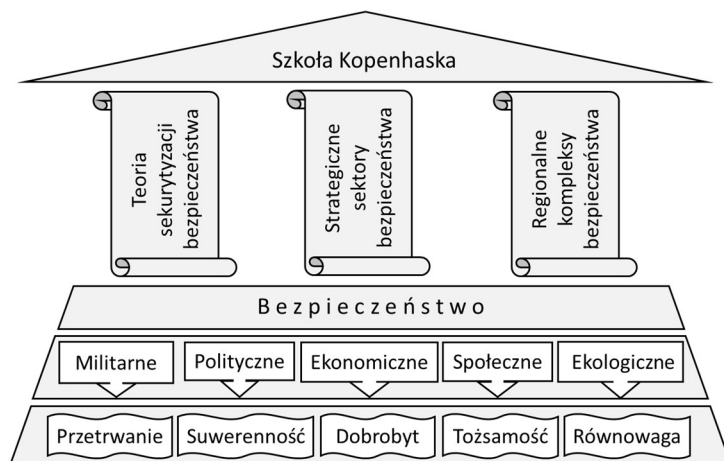 Szkoła Kopenhaska
Teoria
sekurytyzacji
bezpieczeństwa
Strategiczne
sektory
bezpieczeństwa
Regionalne
kompleksy
bezpieczeństwa
Bezpieczeństwo
Militarne
Polityczne
Ekonomiczne
Społeczne
Ekologiczne
Przetrwanie
Suwerenność
Dobrobyt
Tożsamość
Równowaga